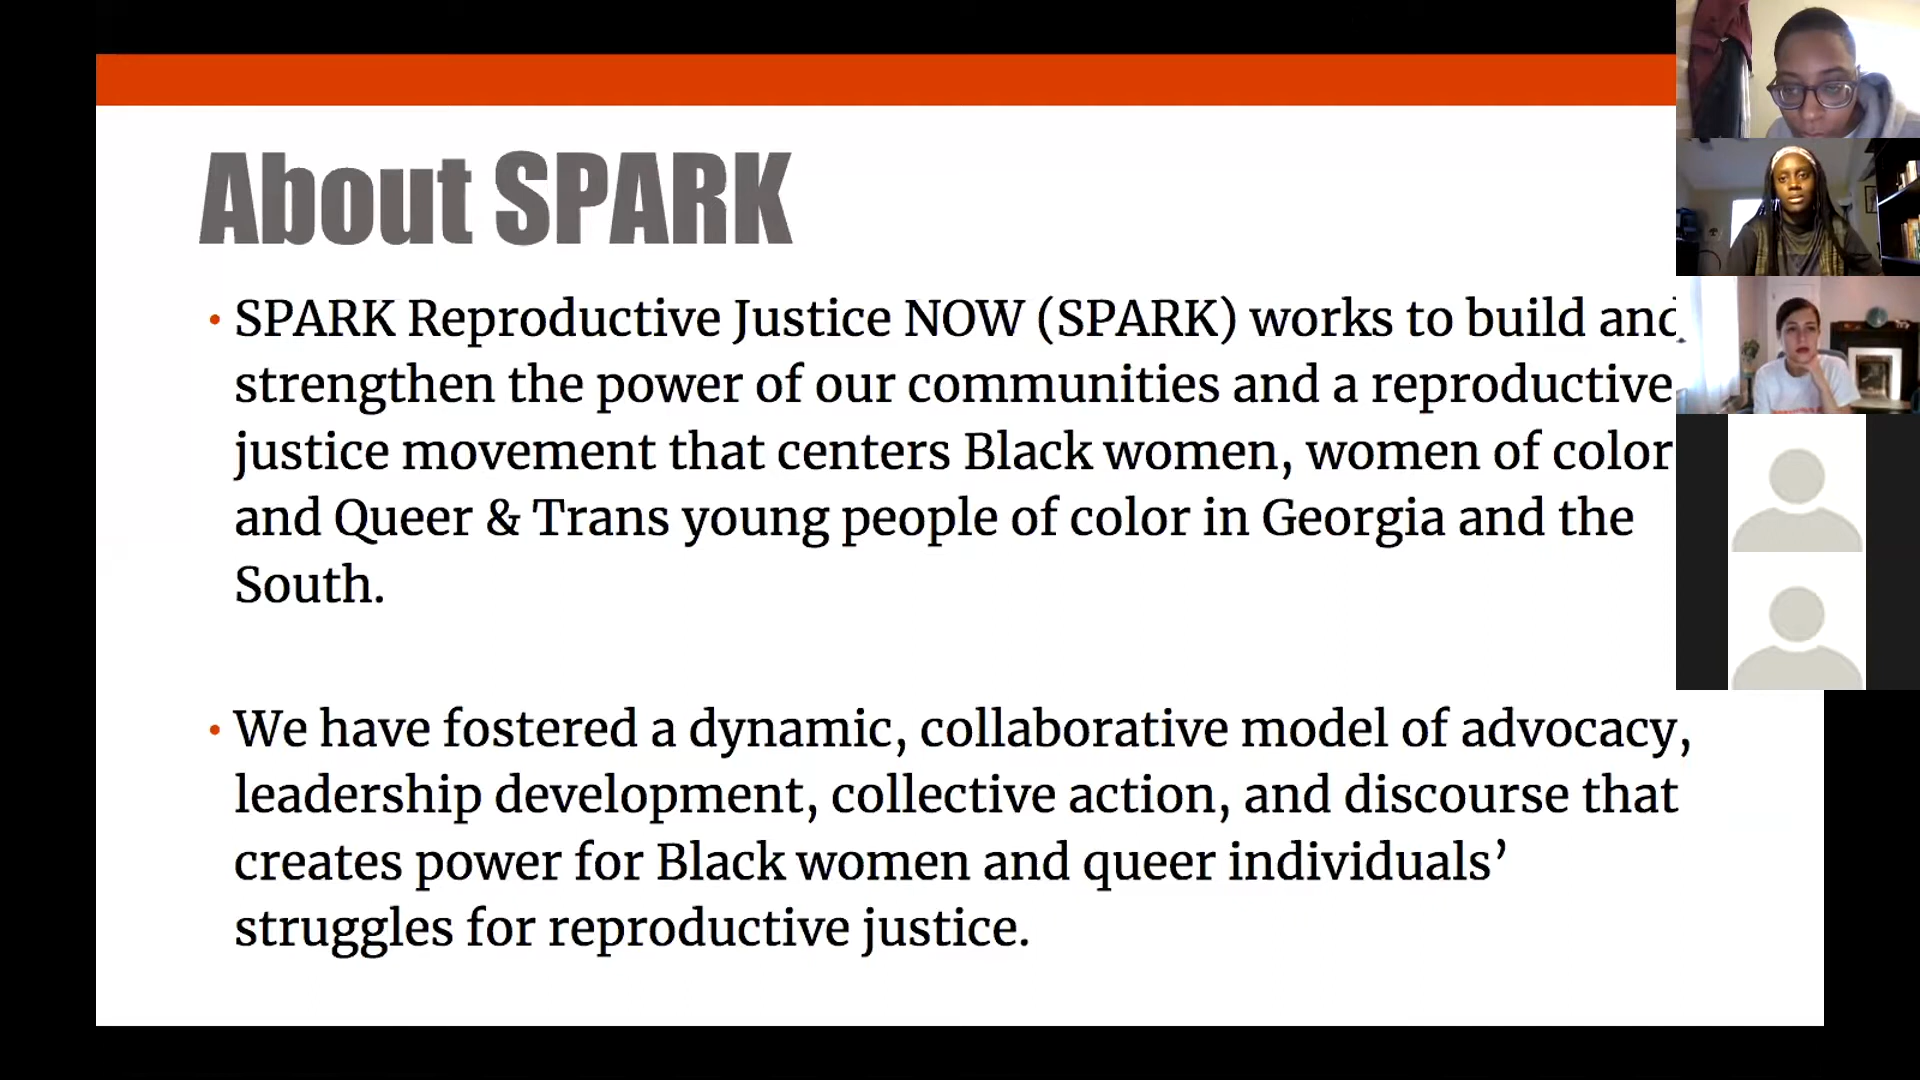 About SPARK
• SPARK Reproductive Justice NOW (SPARK) works to build and
strengthen the power of our communities and a reproductive
justice movement that centers Black women, women of color
and Queer & Trans young people of color in Georgia and the
South.
• We have fostered a dynamic, collaborative model of advocacy,
leadership development, collective action, and discourse that
creates power for Black women and queer individuals’
struggles for reproductive justice.